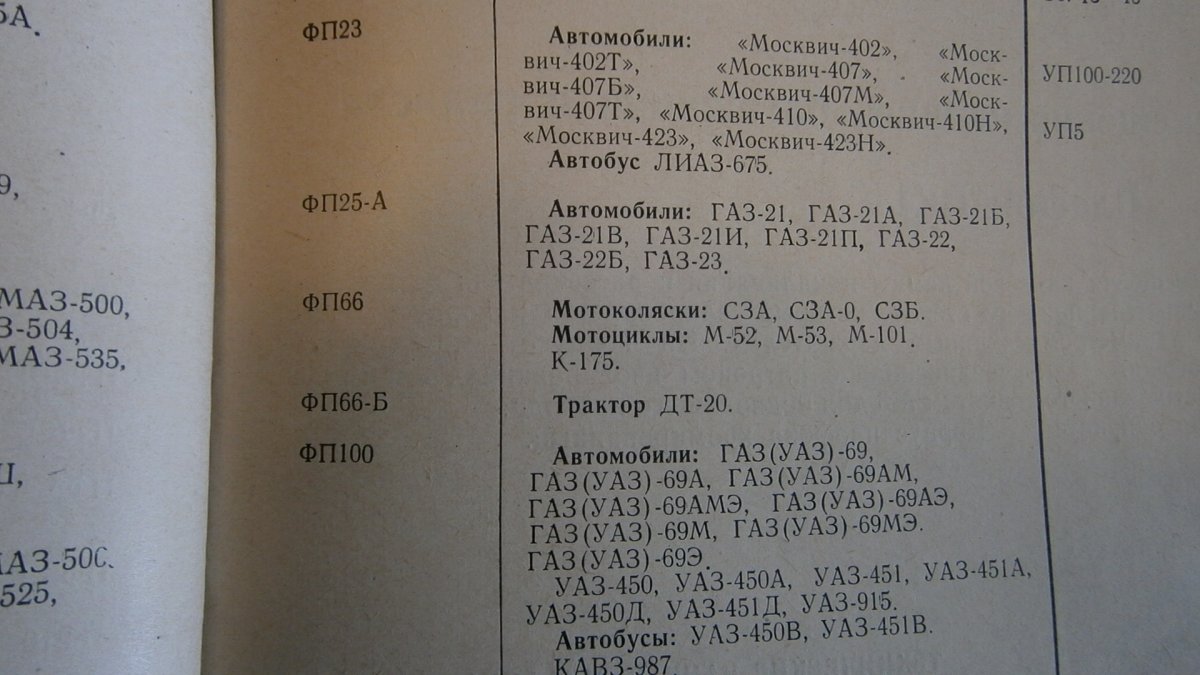 5А.
9,
МАЗ-500,
З-504,
МАЗ-535,
Ц,
МАЗ-50
525,
ФП23
Автомобили: «Москвич-402», «Моск-
вич-402Т», «Москвич-407», «Моск-
вич-407Б», «Москвич-407М», «Моск-
вич-407Т», «Москвич-410», «Москвич-410Н»,
«Москвич-423», «Москвич-423Н».
Автобус ЛИАЗ-675.
УП100-220
УП5
ФП25-А
Автомобили: ГАЗ-21, ГАЗ-21А, ГАЗ-21Б,
ГАЗ-21В, ГАЗ-21И, ГАЗ-21П, ГАЗ-22,
ГАЗ-22Б, ГАЗ-23.
ФП66
Мотоколяски: СЗА, СЗА-0, СЗБ.
Мотоциклы: М-52, М-53, М-101.
К-175.
ФП66-Б
Трактор ДТ-20.
ФП100
Автомобили: ГАЗ(УАЗ)-69,
ГАЗ(УАЗ)-69А, ГАЗ(УАЗ)-69АМ,
ГАЗ(УАЗ)-69АМЭ, ГАЗ(УАЗ)-69АЭ,
ГАЗ(УАЗ)-69М, ГАЗ(УАЗ)-69МЭ.
ГАЗ(УАЗ)-69Э.
УАЗ-450, УАЗ-450А, УАЗ-451, УАЗ-451А,
УАЗ-450Д, УАЗ-451Д, УАЗ-915.
Автобусы: УАЗ-450В, УАЗ-451В.
КАВЗ-987.